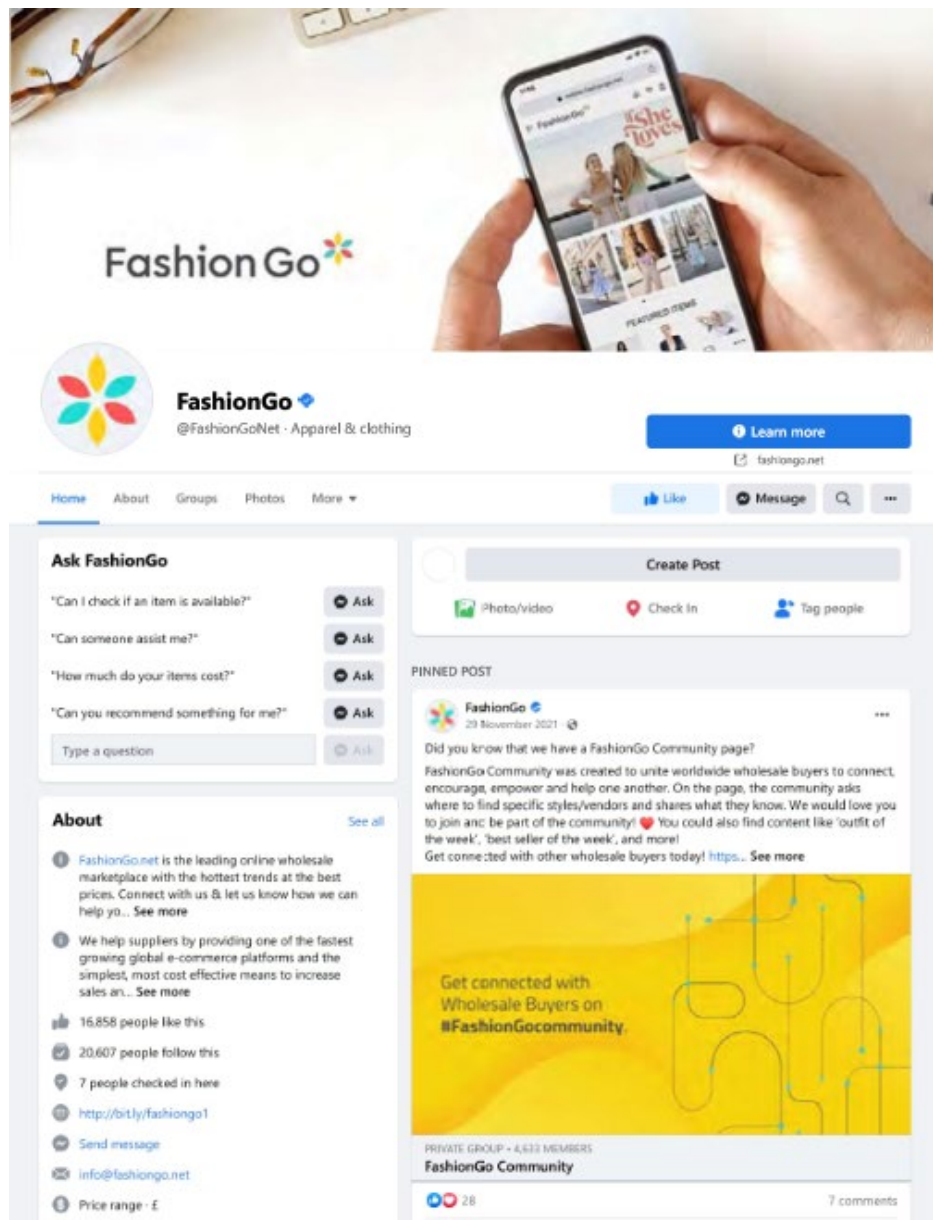 FashionGo
She
loves
FEATURED ITEMS
Fashion Go
FashionGo
@FashionGoNet · Apparel & clothing
Learn more
fashiongo.net
Home About Groups Photos More
Like Message
Ask FashionGo
"Can I check if an item is available?" Ask
"Can someone assist me?" Ask
"How much do your items cost?" Ask
"Can you recommend something for me?" Ask
Type a question Ask
About See all
FashionGo.net is the leading online wholesale
marketplace with the hottest trends at the best
prices. Connect with us & let us know how we can
help yo... See more
We help suppliers by providing one of the fastest
growing global e-commerce platforms and the
simplest, most cost effective means to increase
sales an... See more
16,858 people like this
20,607 people follow this
7 people checked in here
http://bit.ly/fashiongo1
Send message
info@fashiongo.net
Price range · £
Create Post
Photo/video Check In Tag people
PINNED POST
FashionGo
29 November 2021
Did you know that we have a FashionGo Community page?
FashionGo Community was created to unite worldwide wholesale buyers to connect,
encourage, empower and help one another. On the page, the community asks
where to find specific styles/vendors and shares what they know. We would love you
to join and be part of the community! ❤ You could also find content like 'outfit of
the week', 'best seller of the week', and more!
Get connected with other wholesale buyers today! https... See more
Get connected with
Wholesale Buyers on
#FashionGocommunity.
PRIVATE GROUP • 4,633 MEMBERS
FashionGo Community
28 7 comments